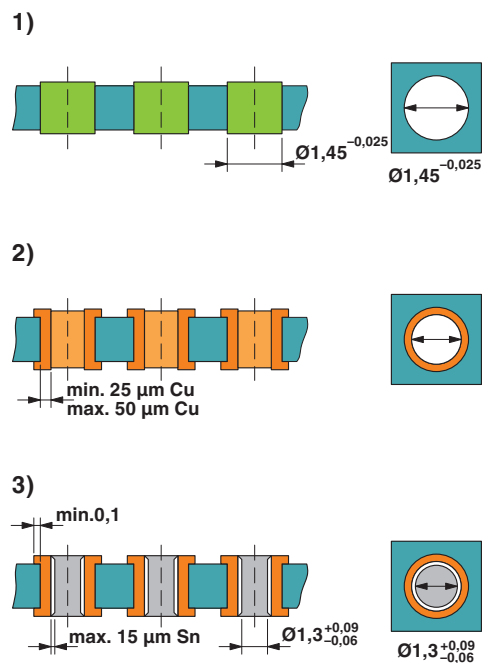 1)
Ø1,45 –0,025
Ø1,45 –0,025
2)
min. 25 µm Cu
max. 50 µm Cu
3)
min.0,1
max. 15 µm Sn
Ø1,3 +0,09 –0,06
Ø1,3 +0,09 –0,06